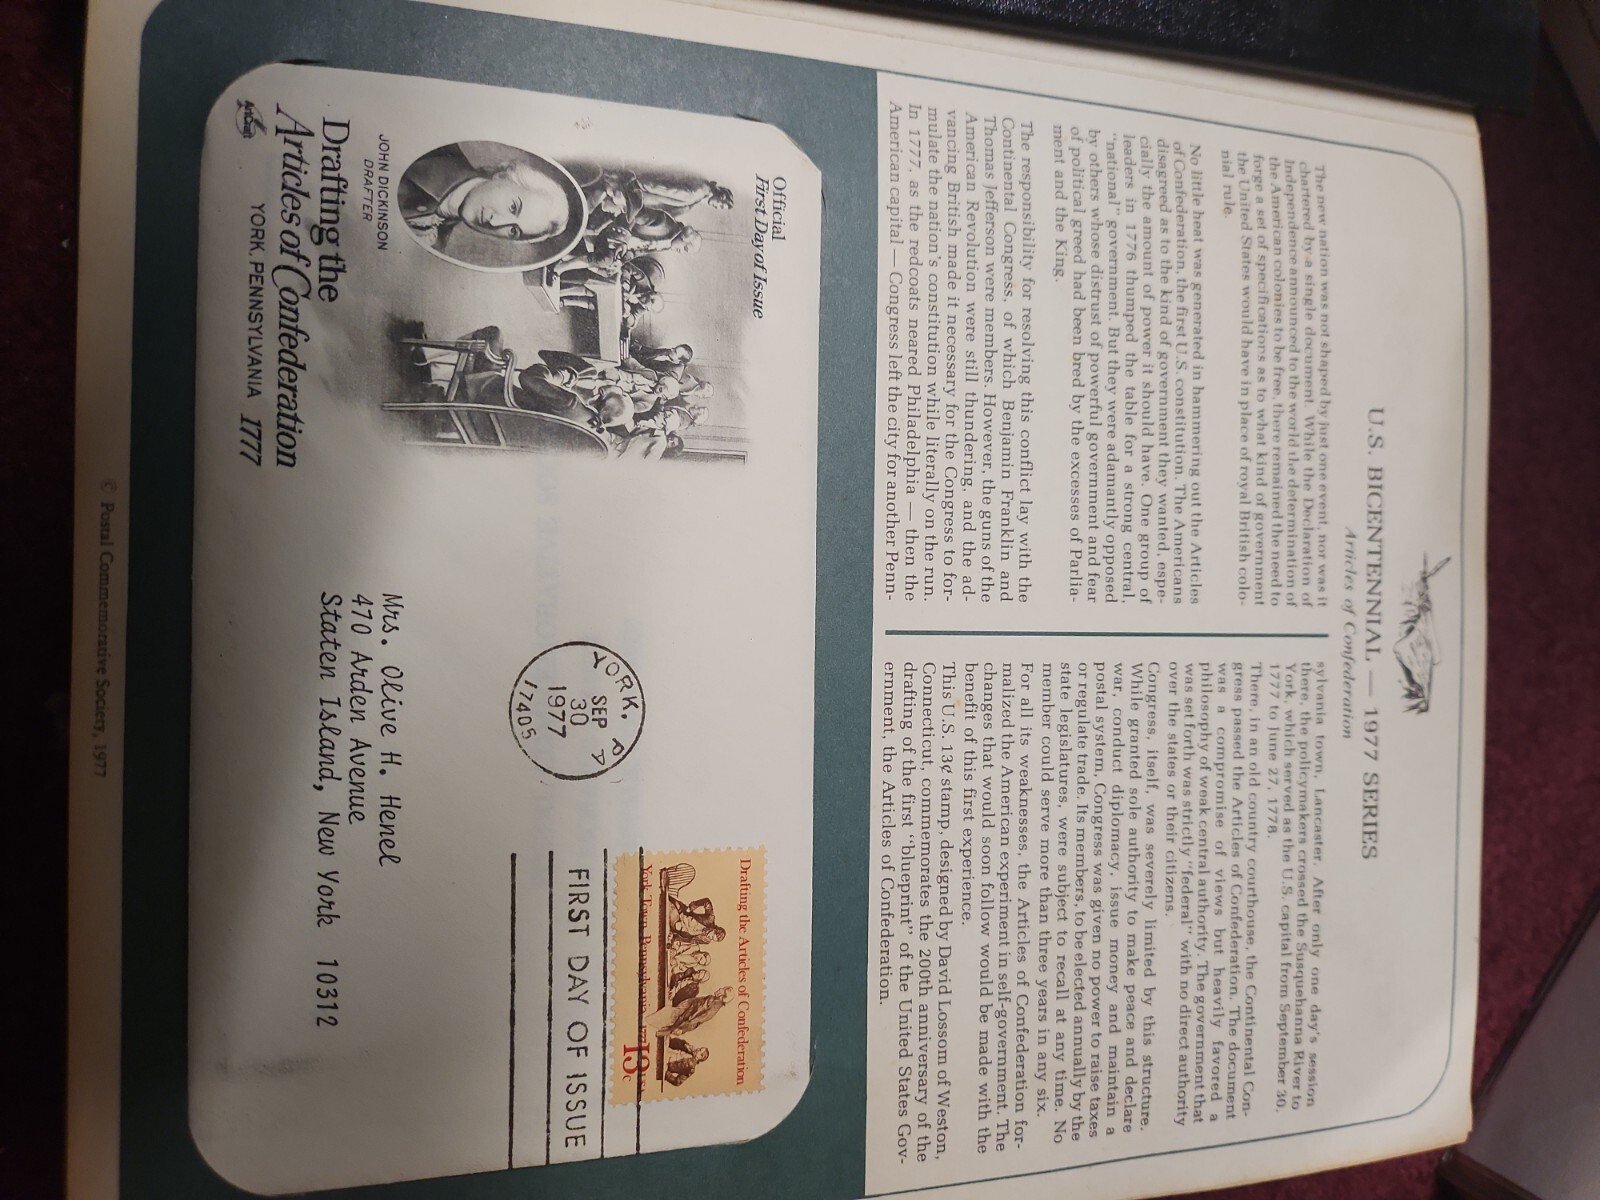 U.S. BICENTENNIAL — 1977 SERIES
Articles of Confederation
The new nation was not shaped by just one event, nor was it
chartered by a single document. While the Declaration of
Independence announced to the world the determination of
the American colonies to be free, there remained the need to
forge a set of specifications as to what kind of government
the United States would have in place of royal British colo-
nial rule.
No little heat was generated in hammering out the Articles
of Confederation, the first U.S. constitution. The Americans
disagreed as to the kind of government they wanted, espe-
cially the amount of power it should have. One group of
leaders in 1776 thumped the table for a strong central,
"national" government. But they were adamantly opposed
by others whose distrust of powerful government and fear
of political greed had been bred by the excesses of Parlia-
ment and the King.
The responsibility for resolving this conflict lay with the
Continental Congress, of which Benjamin Franklin and
Thomas Jefferson were members. However, the guns of the
American Revolution were still thundering, and the ad-
vancing British made it necessary for the Congress to for-
mulate the nation's constitution while literally on the run.
In 1777, as the redcoats neared Philadelphia — then the
American capital — Congress left the city for another Penn-
sylvania town, Lancaster. After only one day's session
there, the policymakers crossed the Susquehanna River to
York, which served as the U.S. capital from September 30,
1777 to June 27, 1778.
There, in an old country courthouse, the Continental Con-
gress passed the Articles of Confederation. The document
was a compromise of views but heavily favored a
philosophy of weak central authority. The government that
was set forth was strictly "federal" with no direct authority
over the states or their citizens.
Congress, itself, was severely limited by this structure.
While granted sole authority to make peace and declare
war, conduct diplomacy, issue money and maintain a
postal system, Congress was given no power to raise taxes
or regulate trade. Its members, to be elected annually by the
state legislatures, were subject to recall at any time. No
member could serve more than three years in any six.
For all its weaknesses, the Articles of Confederation for-
malized the American experiment in self-government. The
changes that would soon follow would be made with the
benefit of this first experience.
This U.S. 13¢ stamp, designed by David Lossom of Weston,
Connecticut, commemorates the 200th anniversary of the
drafting of the first "blueprint" of the United States Gov-
ernment, the Articles of Confederation.
Official
First Day of Issue
JOHN DICKINSON
DRAFTER
Drafting the
Articles of Confederation
YORK, PENNSYLVANIA 1777
ArtCraft
YORK, PA
SEP
30
1977
17405
FIRST DAY OF ISSUE
Drafting the Articles of Confederation
York Town, Pennsylvania
13c
Mrs. Olive H. Henel
470 Arden Avenue
Staten Island, New York 10312
© Postal Commemorative Society, 1977